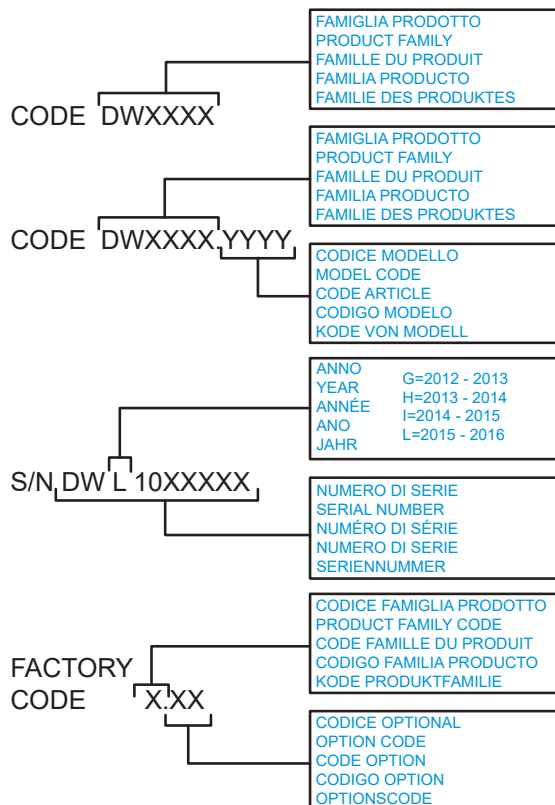 FAMIGLIA PRODOTTO
PRODUCT FAMILY
FAMILLE DU PRODUIT
FAMILIA PRODUCTO
FAMILIE DES PRODUKTES
CODE DWXXXX
FAMIGLIA PRODOTTO
PRODUCT FAMILY
FAMILLE DU PRODUIT
FAMILIA PRODUCTO
FAMILIE DES PRODUKTES
CODE DWXXXX.YYYY
CODICE MODELLO
MODEL CODE
CODE ARTICLE
CODIGO MODELO
KODE VON MODELL
ANNO
YEAR
ANNÉE
ANO
JAHR
G=2012 - 2013
H=2013 - 2014
I=2014 - 2015
L=2015 - 2016
S/N DW L 10XXXXX
NUMERO DI SERIE
SERIAL NUMBER
NUMÉRO DI SÉRIE
NUMERO DI SERIE
SERIENNUMMER
CODICE FAMIGLIA PRODOTTO
PRODUCT FAMILY CODE
CODE FAMILLE DU PRODUIT
CODIGO FAMILIA PRODUCTO
KODE PRODUKTFAMILIE
FACTORY
CODE X.XX
CODICE OPTIONAL
OPTION CODE
CODE OPTION
CODIGO OPTION
OPTIONSCODE